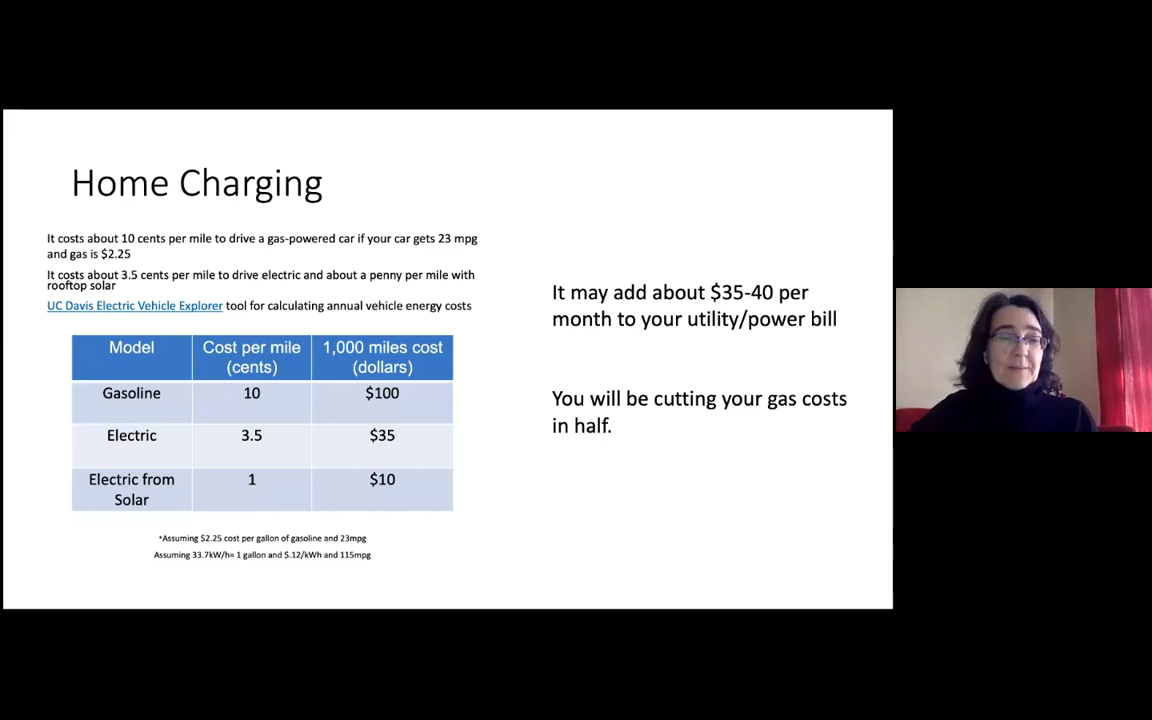 Home Charging
It costs about 10 cents per mile to drive a gas-powered car if your car gets 23 mpg
and gas is $2.25
It costs about 3.5 cents per mile to drive electric and about a penny per mile with
rooftop solar
UC Davis Electric Vehicle Explorer tool for calculating annual vehicle energy costs
Model Cost per mile (cents) 1,000 miles cost (dollars)
Gasoline 10 $100
Electric 3.5 $35
Electric from Solar 1 $10
*Assuming $2.25 cost per gallon of gasoline and 23mpg
Assuming 33.7kW/h= 1 gallon and $.12/kWh and 115mpg
It may add about $35-40 per
month to your utility/power bill
You will be cutting your gas costs
in half.